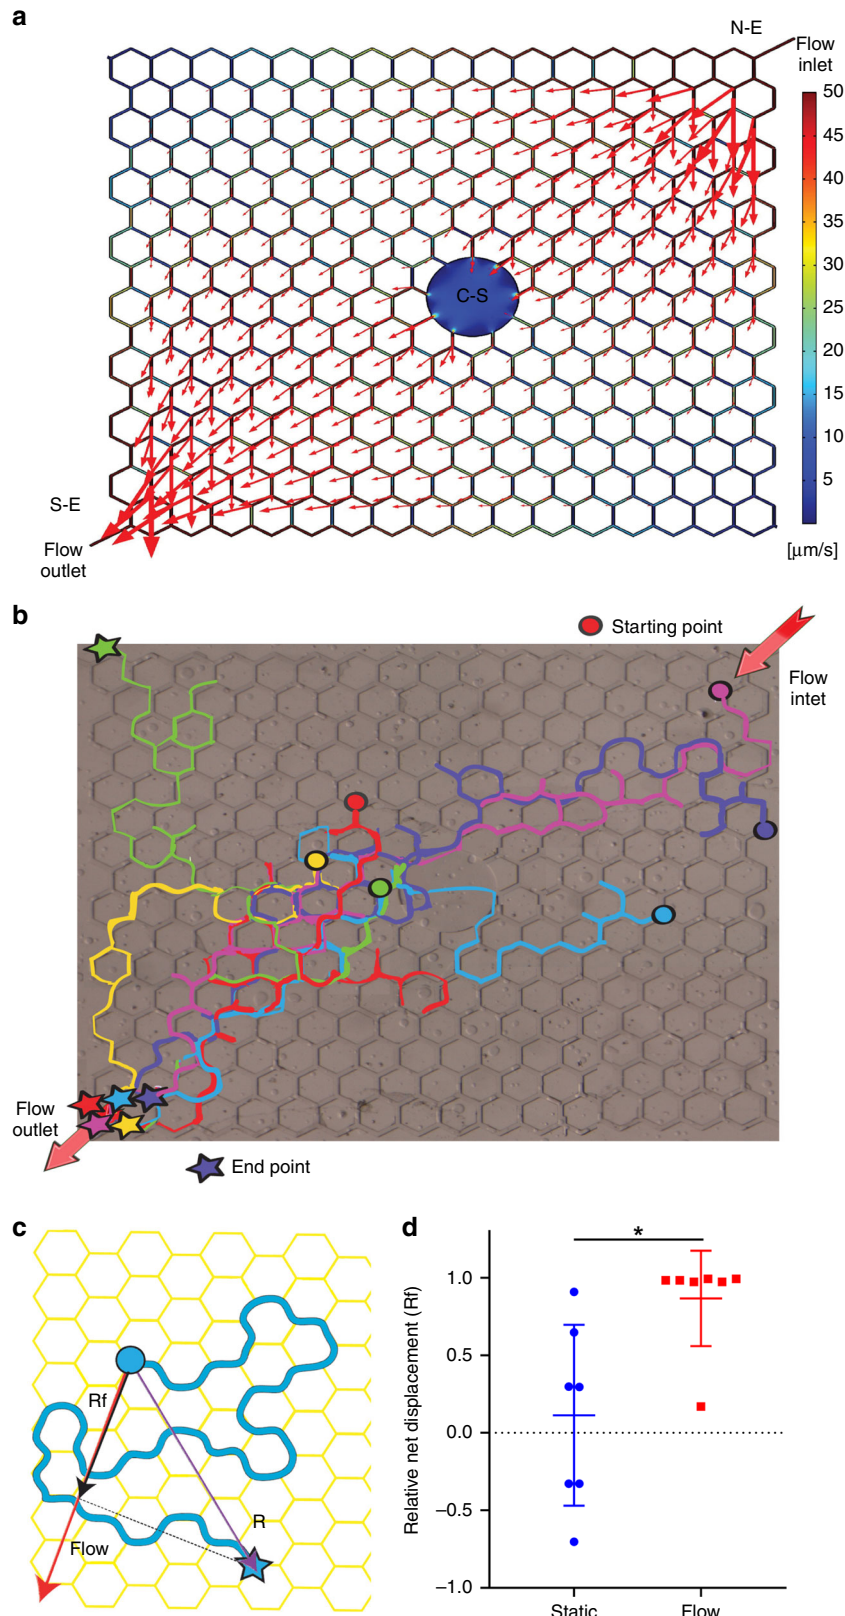 a
N-E
Flow
inlet
50
45
40
35
30
25
20
15
10
5
[μm/s]
C-S
S-E
Flow
outlet
b
Starting point
Flow
intet
Flow
outlet
End point
c
Rf
R
Flow
d
*
Relative net displacement (Rf)
1.0
0.5
0.0
−0.5
−1.0
Static
Flow